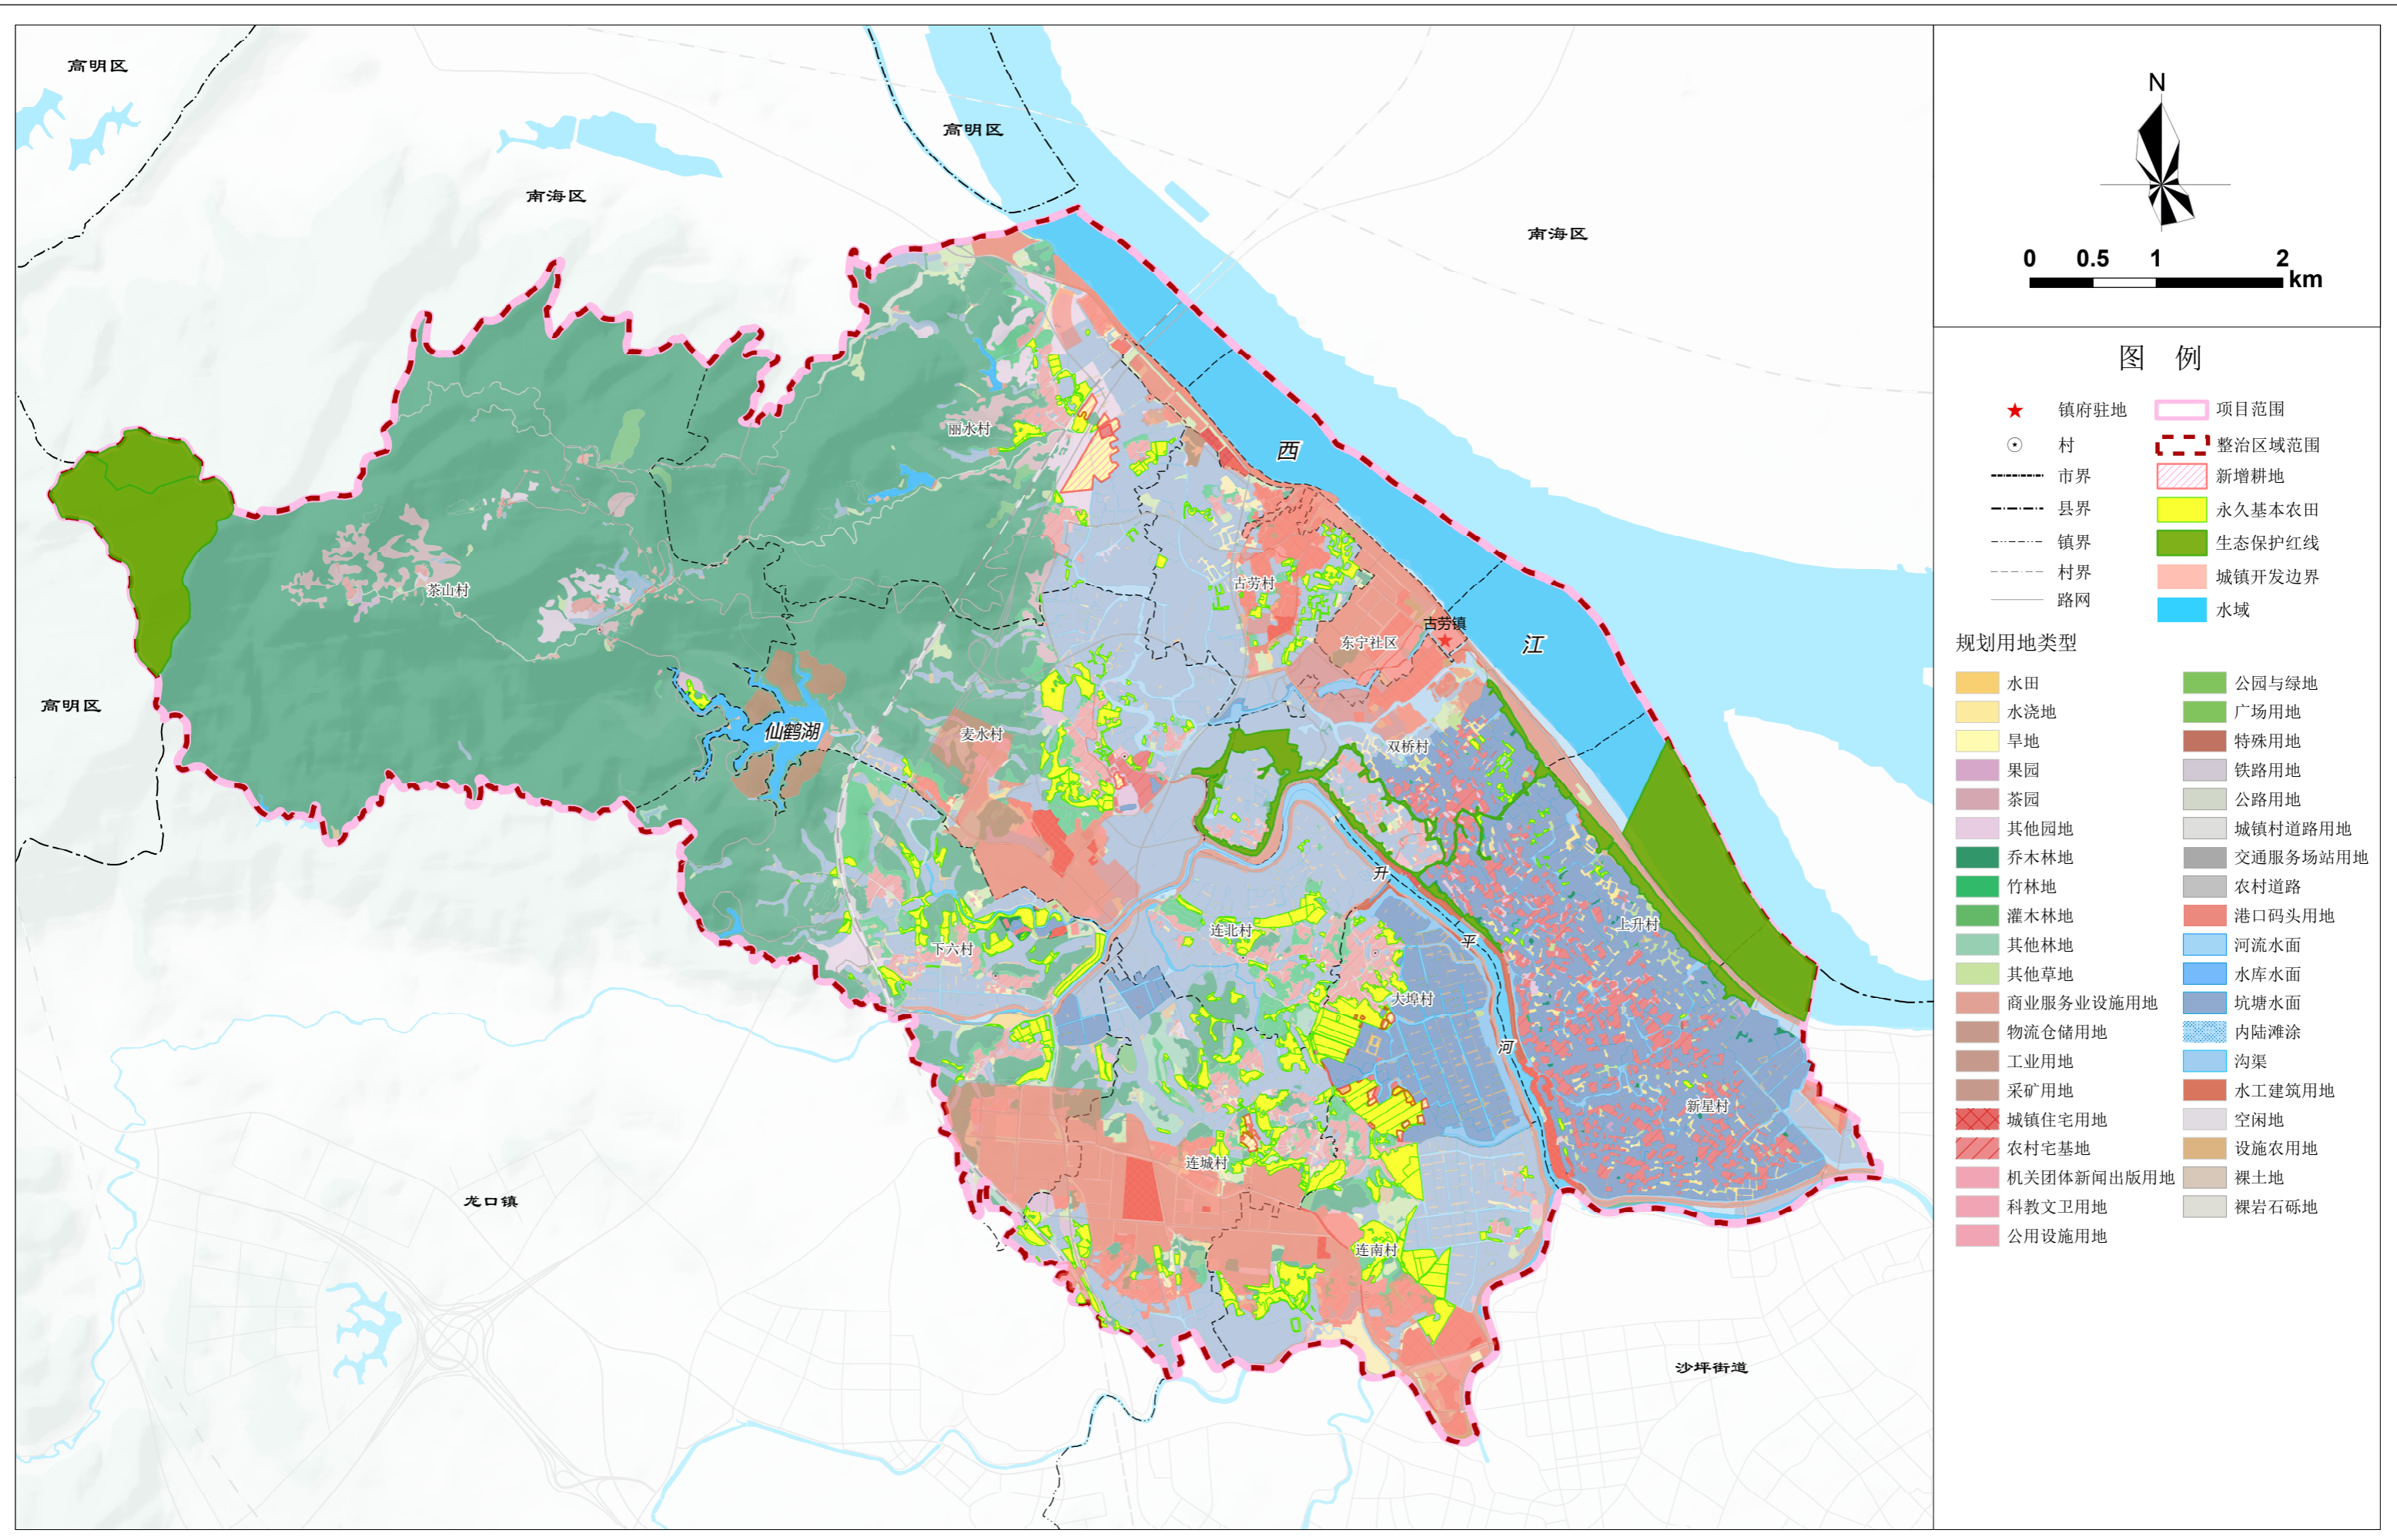 高明区
高明区
南海区
南海区
丽水村
西
茶山村
古劳村
古劳镇
东宁社区
江
高明区
仙鹤湖
麦水村
双桥村
升
下六村
连北村
平
上升村
大埠村
河
新星村
连城村
龙口镇
连南村
沙坪街道
N
0 0.5 1 2
km
图 例
镇府驻地 项目范围
村 整治区域范围
市界 新增耕地
县界 永久基本农田
镇界 生态保护红线
村界 城镇开发边界
路网 水域
规划用地类型
水田 公园与绿地
水浇地 广场用地
旱地 特殊用地
果园 铁路用地
茶园 公路用地
其他园地 城镇村道路用地
乔木林地 交通服务场站用地
竹林地 农村道路
灌木林地 港口码头用地
其他林地 河流水面
其他草地 水库水面
商业服务业设施用地 坑塘水面
物流仓储用地 内陆滩涂
工业用地 沟渠
采矿用地 水工建筑用地
城镇住宅用地 空闲地
农村宅基地 设施农用地
机关团体新闻出版用地 裸土地
科教文卫用地 裸岩石砾地
公用设施用地